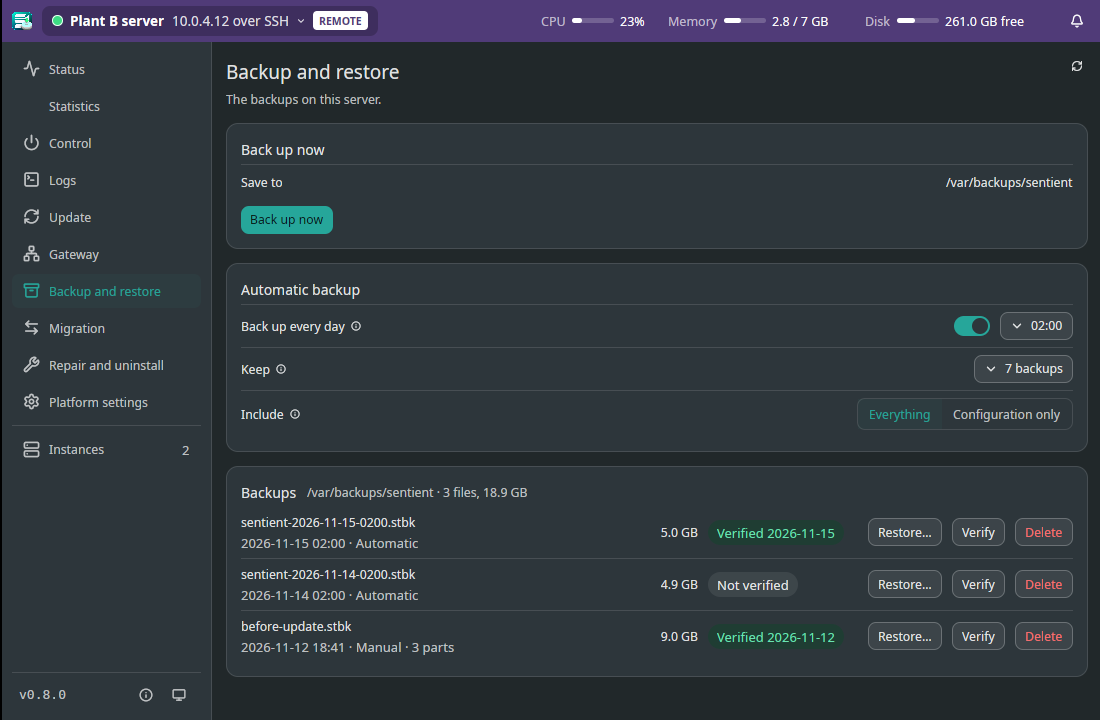 Plant B server 10.0.4.12 over SSH REMOTE CPU 23% Memory 2.8 / 7 GB Disk 261.0 GB free
Status
Statistics
Control
Logs
Update
Gateway
Backup and restore
Migration
Repair and uninstall
Platform settings
Instances 2
v0.8.0
Backup and restore
The backups on this server.
Back up now
Save to /var/backups/sentient
Back up now
Automatic backup
Back up every day 02:00
Keep 7 backups
Include Everything Configuration only
Backups /var/backups/sentient · 3 files, 18.9 GB
sentient-2026-11-15-0200.stbk
2026-11-15 02:00 · Automatic
5.0 GB Verified 2026-11-15 Restore... Verify Delete
sentient-2026-11-14-0200.stbk
2026-11-14 02:00 · Automatic
4.9 GB Not verified Restore... Verify Delete
before-update.stbk
2026-11-12 18:41 · Manual · 3 parts
9.0 GB Verified 2026-11-12 Restore... Verify Delete